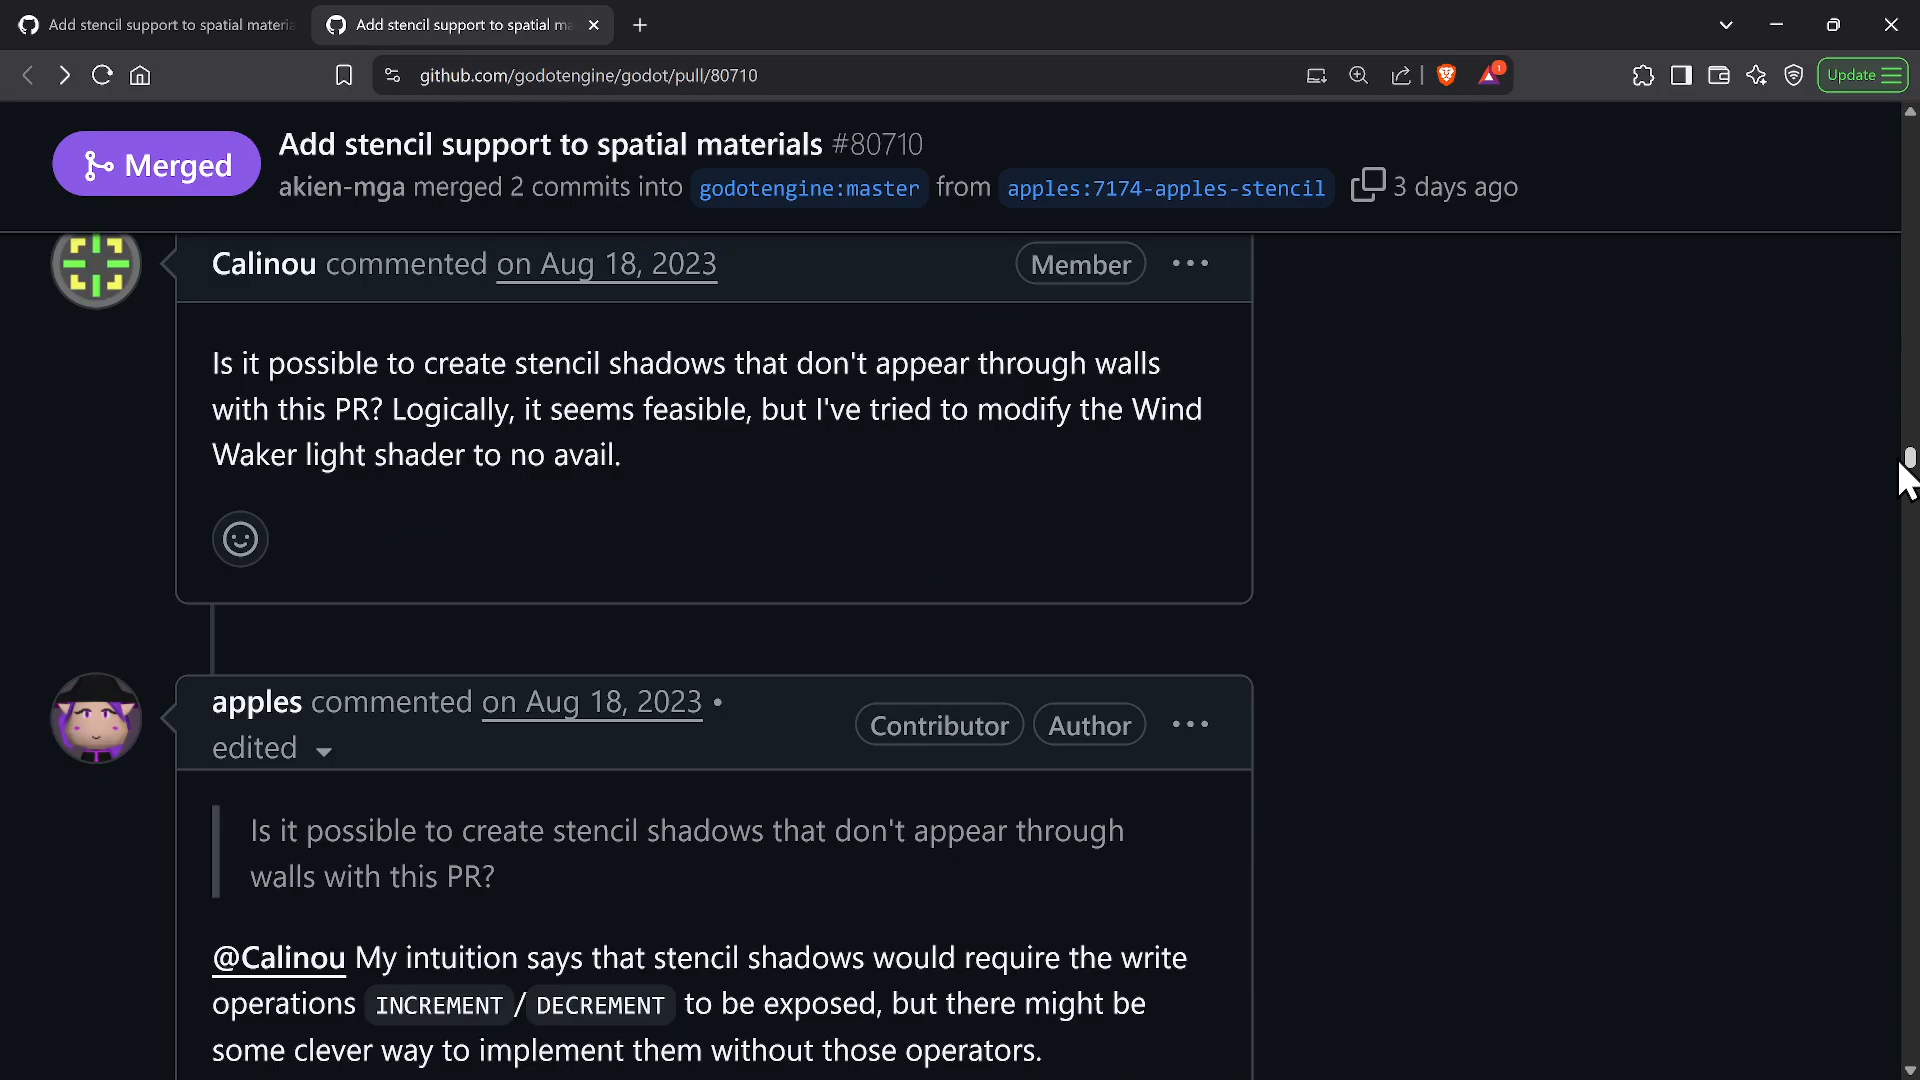 Add stencil support to spatial materia
Add stencil support to spatial ma
github.com/godotengine/godot/pull/80710
1
Update
Merged
Add stencil support to spatial materials #80710
akien-mga merged 2 commits into godotengine:master from apples:7174-apples-stencil 3 days ago
Calinou commented on Aug 18, 2023
Member
Is it possible to create stencil shadows that don't appear through walls
with this PR? Logically, it seems feasible, but I've tried to modify the Wind
Waker light shader to no avail.
apples commented on Aug 18, 2023 •
edited
Contributor
Author
Is it possible to create stencil shadows that don't appear through
walls with this PR?
@Calinou My intuition says that stencil shadows would require the write
operations INCREMENT / DECREMENT to be exposed, but there might be
some clever way to implement them without those operators.